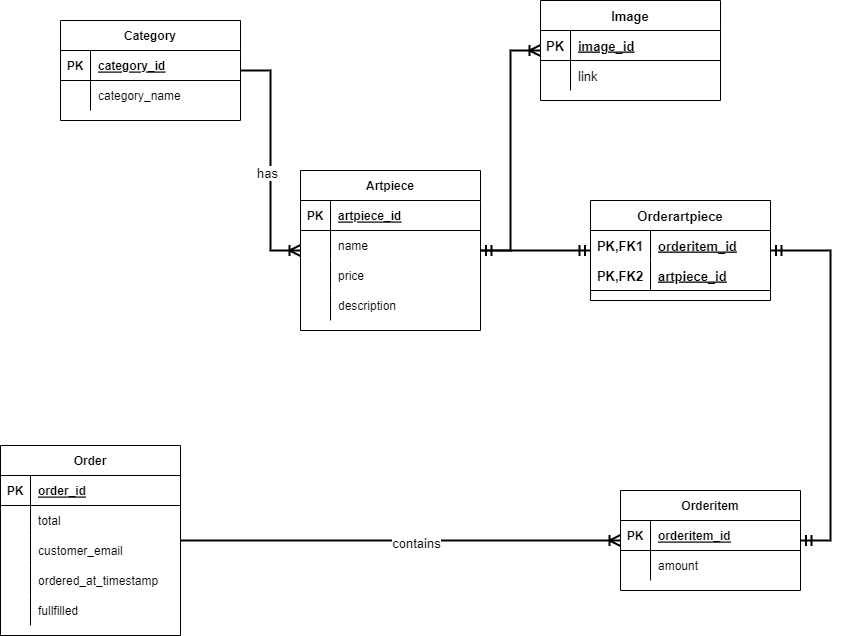 Category
PK category_id
category_name
has
Image
PK image_id
link
Artpiece
PK artpiece_id
name
price
description
Orderartpiece
PK,FK1 orderitem_id
PK,FK2 artpiece_id
Order
PK order_id
total
customer_email
ordered_at_timestamp
fullfilled
contains
Orderitem
PK orderitem_id
amount